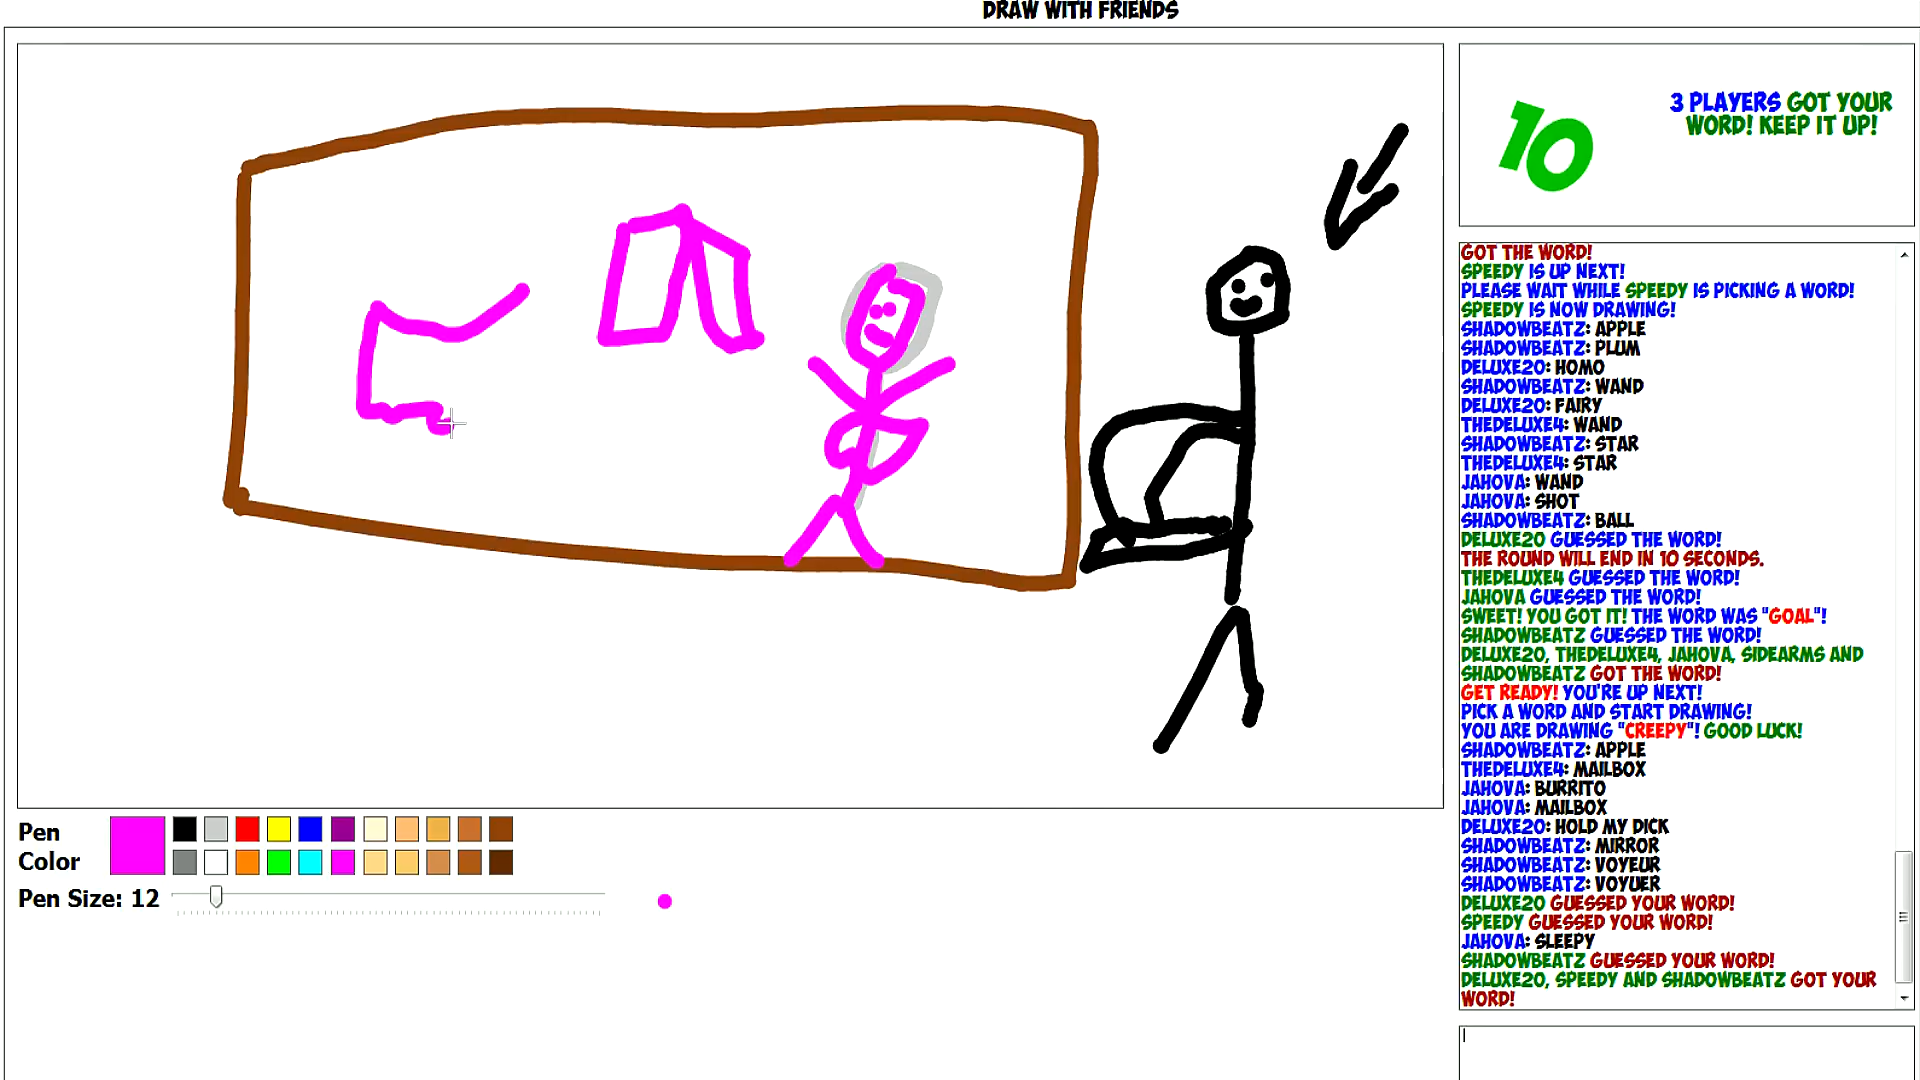 DRAW WITH FRIENDS
10
3 PLAYERS GOT YOUR
WORD! KEEP IT UP!
GOT THE WORD!
SPEEDY IS UP NEXT!
PLEASE WAIT WHILE SPEEDY IS PICKING A WORD!
SPEEDY IS NOW DRAWING!
SHADOWBEATZ: APPLE
SHADOWBEATZ: PLUM
DELUXE20: HOMO
SHADOWBEATZ: WAND
DELUXE20: FAIRY
THEDELUXE4: WAND
SHADOWBEATZ: STAR
THEDELUXE4: STAR
JAHOVA: WAND
JAHOVA: SHOT
SHADOWBEATZ: BALL
DELUXE20 GUESSED THE WORD!
THE ROUND WILL END IN 10 SECONDS.
THEDELUXE4 GUESSED THE WORD!
JAHOVA GUESSED THE WORD!
SWEET! YOU GOT IT! THE WORD WAS "GOAL"!
SHADOWBEATZ GUESSED THE WORD!
DELUXE20, THEDELUXE4, JAHOVA, SIDEARMS AND
SHADOWBEATZ GOT THE WORD!
GET READY! YOU'RE UP NEXT!
PICK A WORD AND START DRAWING!
YOU ARE DRAWING "CREEPY"! GOOD LUCK!
SHADOWBEATZ: APPLE
THEDELUXE4: MAILBOX
JAHOVA: BURRITO
JAHOVA: MAILBOX
DELUXE20: HOLD MY DICK
SHADOWBEATZ: MIRROR
SHADOWBEATZ: VOYEUR
SHADOWBEATZ: VOYUER
DELUXE20 GUESSED YOUR WORD!
SPEEDY GUESSED YOUR WORD!
JAHOVA: SLEEPY
SHADOWBEATZ GUESSED YOUR WORD!
DELUXE20, SPEEDY AND SHADOWBEATZ GOT YOUR
WORD!
Pen
Color
Pen Size: 12